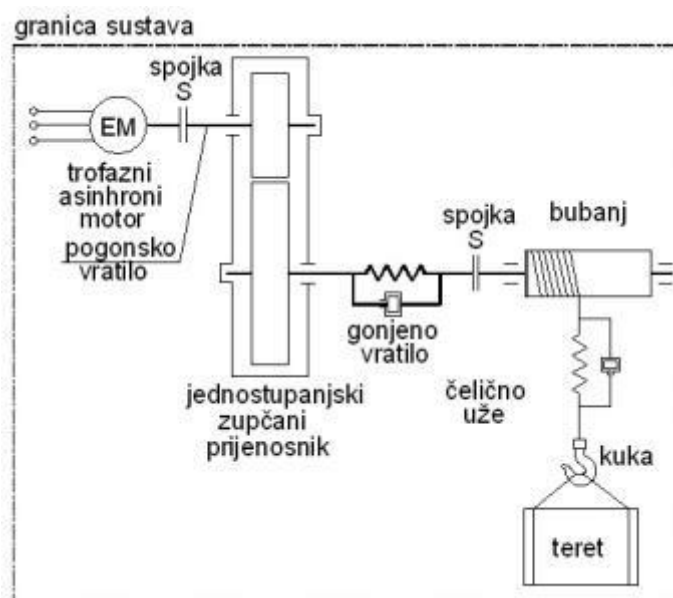 granica sustava
spojka
S
EM
trofazni
asinhroni
motor
pogonsko
vratilo
spojka
S
bubanj
gonjeno
vratilo
jednostupanjski
zupčani
prijenosnik
čelično
uže
kuka
teret